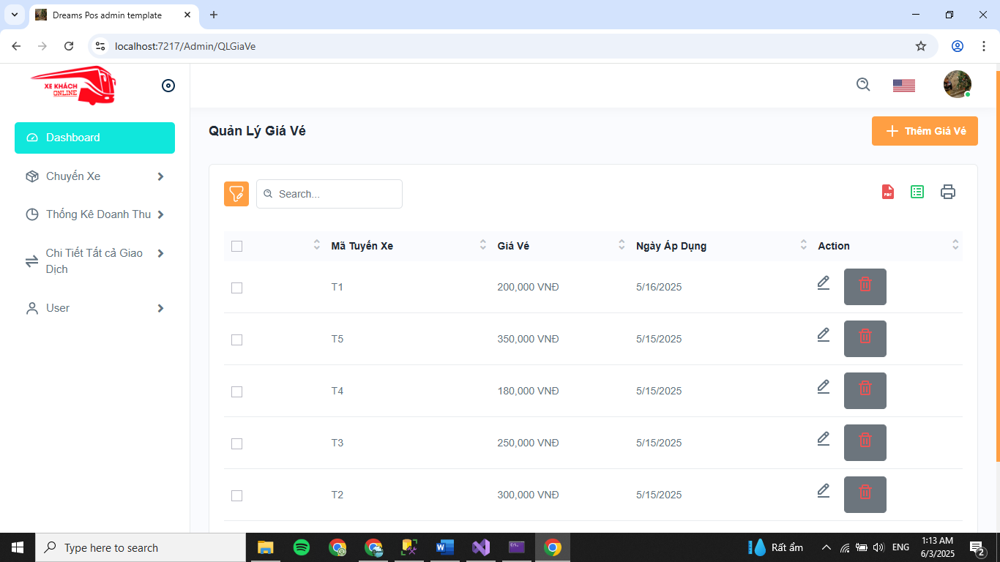 Dreams Pos admin template
localhost:7217/Admin/QLGiaVe
XE KHÁCH
ONLINE
Dashboard
Chuyến Xe
Thống Kê Doanh Thu
Chi Tiết Tất cả Giao
Dịch
User
Quản Lý Giá Vé
Thêm Giá Vé
Search...
PDF
Mã Tuyến Xe Giá Vé Ngày Áp Dụng Action
T1 200,000 VNĐ 5/16/2025
T5 350,000 VNĐ 5/15/2025
T4 180,000 VNĐ 5/15/2025
T3 250,000 VNĐ 5/15/2025
T2 300,000 VNĐ 5/15/2025
Type here to search
Rất ẩm
ENG
1:13 AM
6/3/2025
2